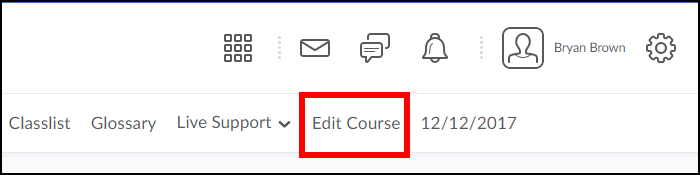 Bryan Brown
Classlist Glossary Live Support Edit Course 12/12/2017